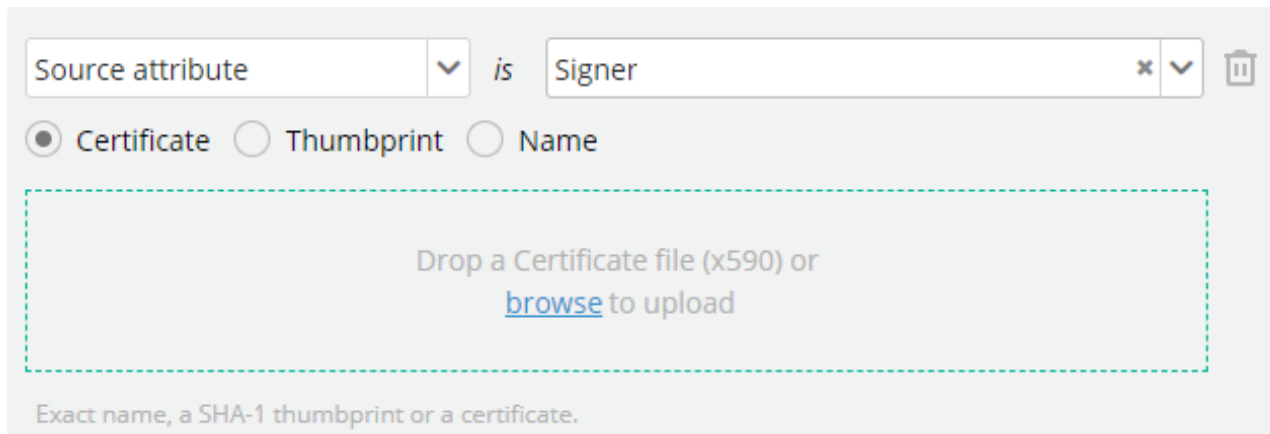 Source attribute is Signer
Certificate Thumbprint Name
Drop a Certificate file (x590) or
browse to upload
Exact name, a SHA-1 thumbprint or a certificate.